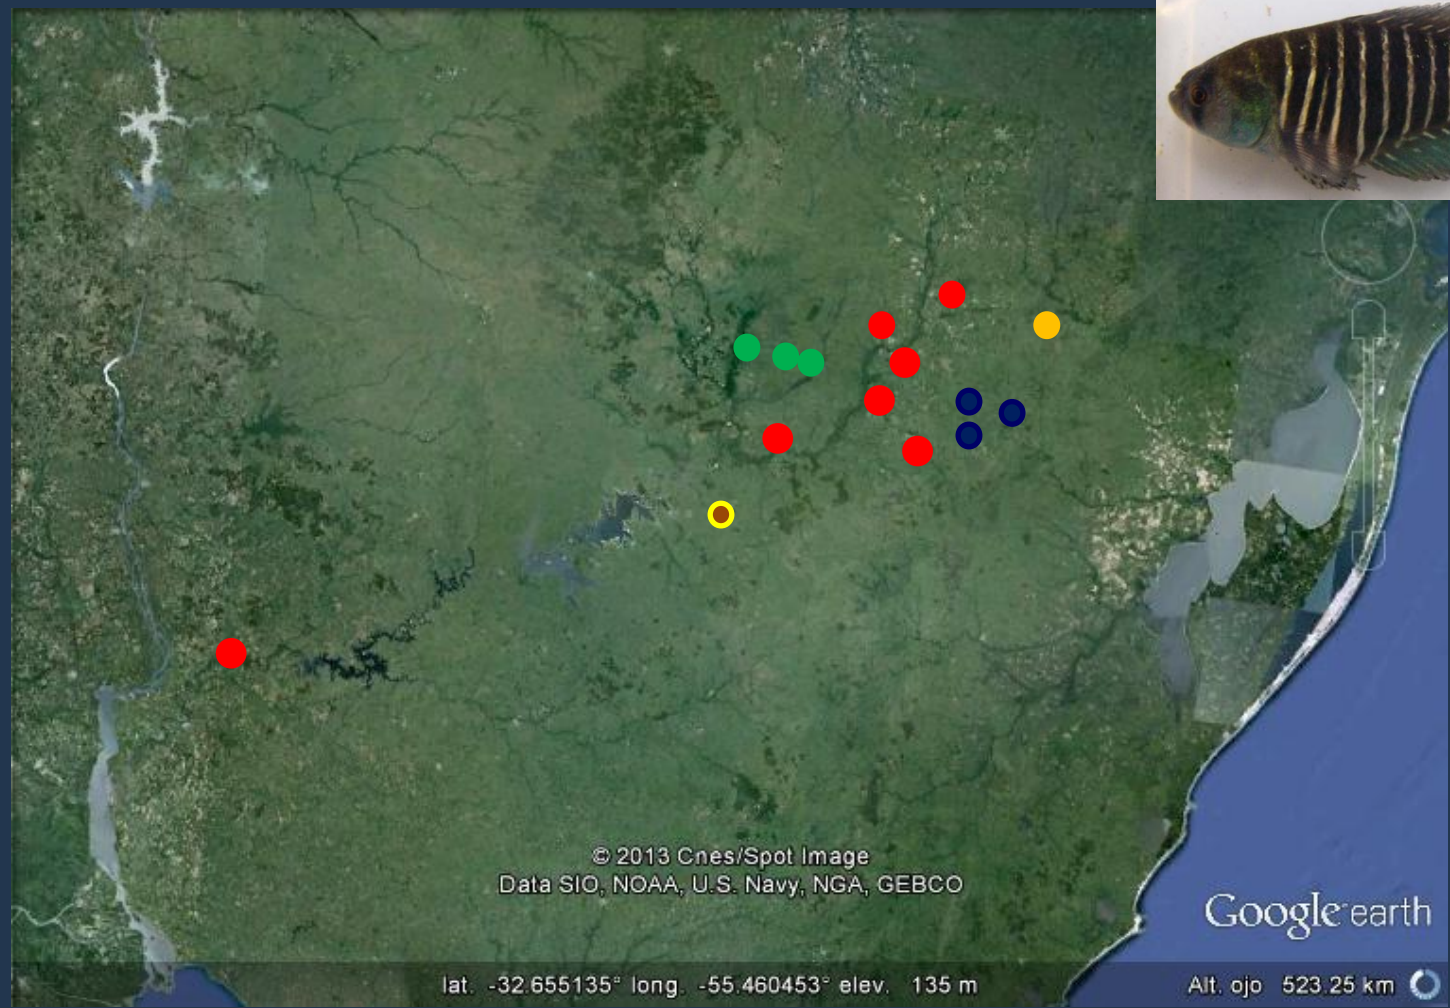 © 2013 Cnes/Spot Image
Data SIO, NOAA, U.S. Navy, NGA, GEBCO
Google earth
lat. -32.655135° long. -55.460453° elev. 135 m
Alt. ojo 523.25 km